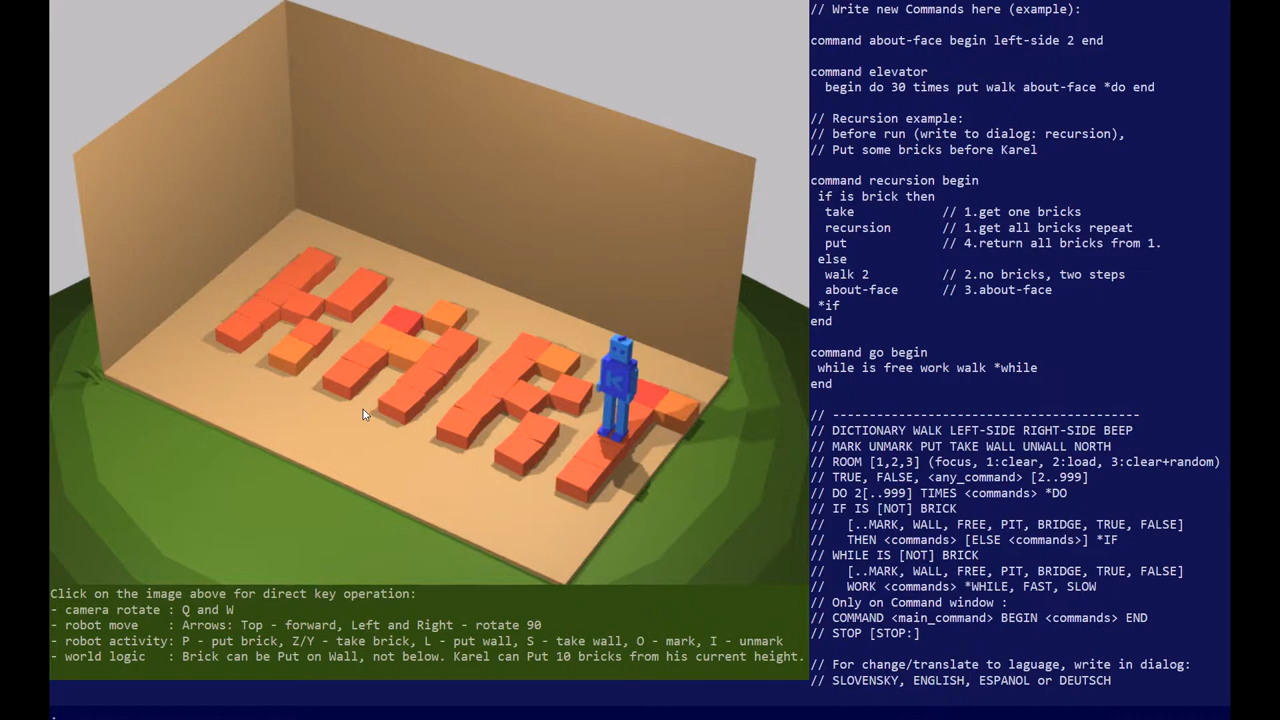 // Write new Commands here (example):
command about-face begin left-side 2 end
command elevator
begin do 30 times put walk about-face *do end
// Recursion example:
// before run (write to dialog: recursion),
// Put some bricks before Karel
command recursion begin
if is brick then
take // 1.get one bricks
recursion // 1.get all bricks repeat
put // 4.return all bricks from 1.
else
walk 2 // 2.no bricks, two steps
about-face // 3.about-face
*if
end
command go begin
while is free work walk *while
end
// ----------------------------------------
// DICTIONARY WALK LEFT-SIDE RIGHT-SIDE BEEP
// MARK UNMARK PUT TAKE WALL UNWALL NORTH
// ROOM [1,2,3] (focus, 1:clear, 2:load, 3:clear+random)
// TRUE, FALSE, <any_command> [2..999]
// DO 2[..999] TIMES <commands> *DO
// IF IS [NOT] BRICK
// [..MARK, WALL, FREE, PIT, BRIDGE, TRUE, FALSE]
// THEN <commands> [ELSE <commands>] *IF
// WHILE IS [NOT] BRICK
// [..MARK, WALL, FREE, PIT, BRIDGE, TRUE, FALSE]
// WORK <commands> *WHILE, FAST, SLOW
// Only on Command window :
// COMMAND <main_command> BEGIN <commands> END
// STOP [STOP:]
// For change/translate to laguage, write in dialog:
// SLOVENSKY, ENGLISH, ESPANOL or DEUTSCH
K
Click on the image above for direct key operation:
- camera rotate : Q and W
- robot move : Arrows: Top - forward, Left and Right - rotate 90
- robot activity: P - put brick, Z/Y - take brick, L - put wall, S - take wall, O - mark, I - unmark
- world logic : Brick can be Put on Wall, not below. Karel can Put 10 bricks from his current height.